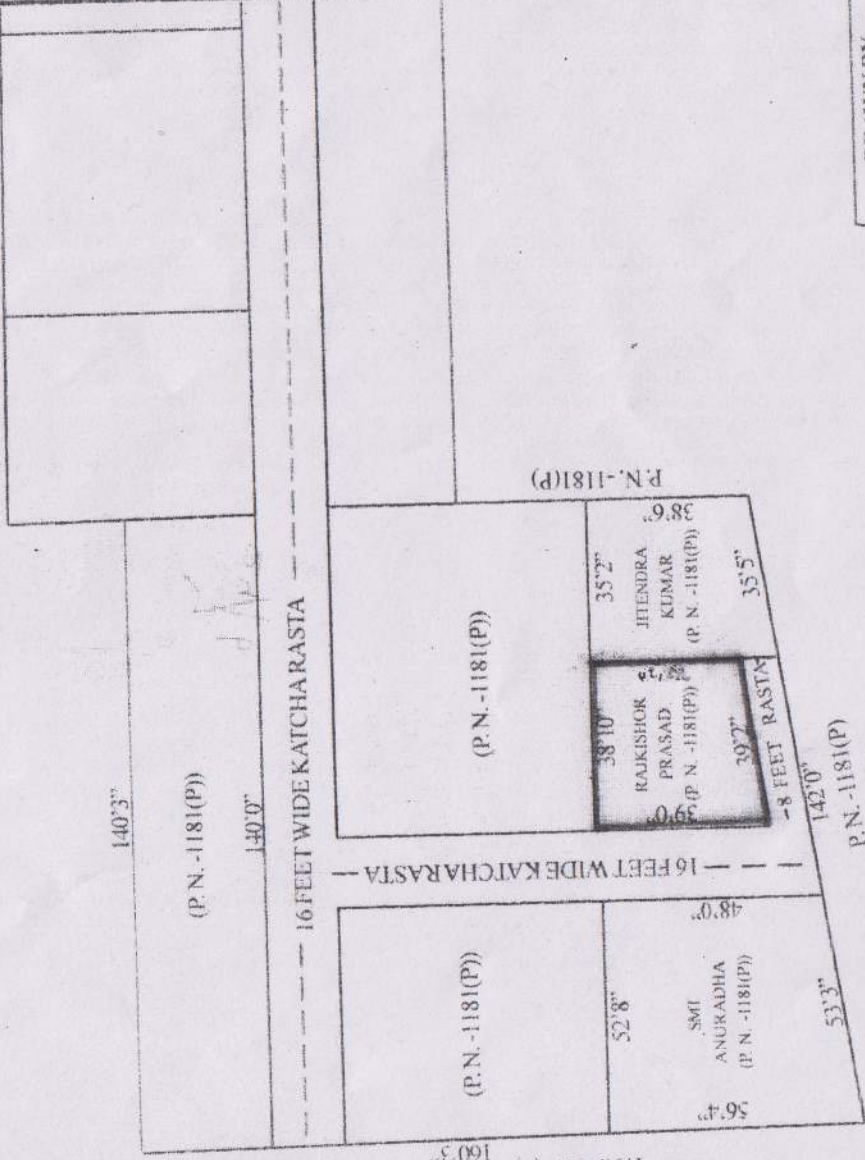 140'3"
(P. N. -1181(P))
140'0"
16 FEET WIDE KATCHA RASTA
P.N.-1181(P)
(P. N. -1181(P))
35'2"
38'6"
JITENDRA
KUMAR
(P. N. -1181(P))
35'5"
38'10"
RAJKISHOR
PRASAD
(P. N. -1181(P))
39'0"
39'2"
8 FEET RASTA
142'0"
P.N.-1181(P)
16 FEET WIDE KATCHA RASTA
(P. N. -1181(P))
48'0"
52'8"
SMT
ANURADHA
(P. N. -1181(P))
56'4"
53'3"
160'3"